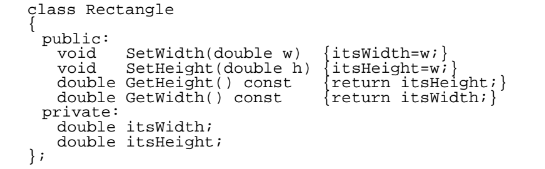 class Rectangle
{
  public:
    void   SetWidth(double w)  {itsWidth=w;}
    void   SetHeight(double h) {itsHeight=w;}
    double GetHeight() const   {return itsHeight;}
    double GetWidth() const    {return itsWidth;}
  private:
    double itsWidth;
    double itsHeight;
};